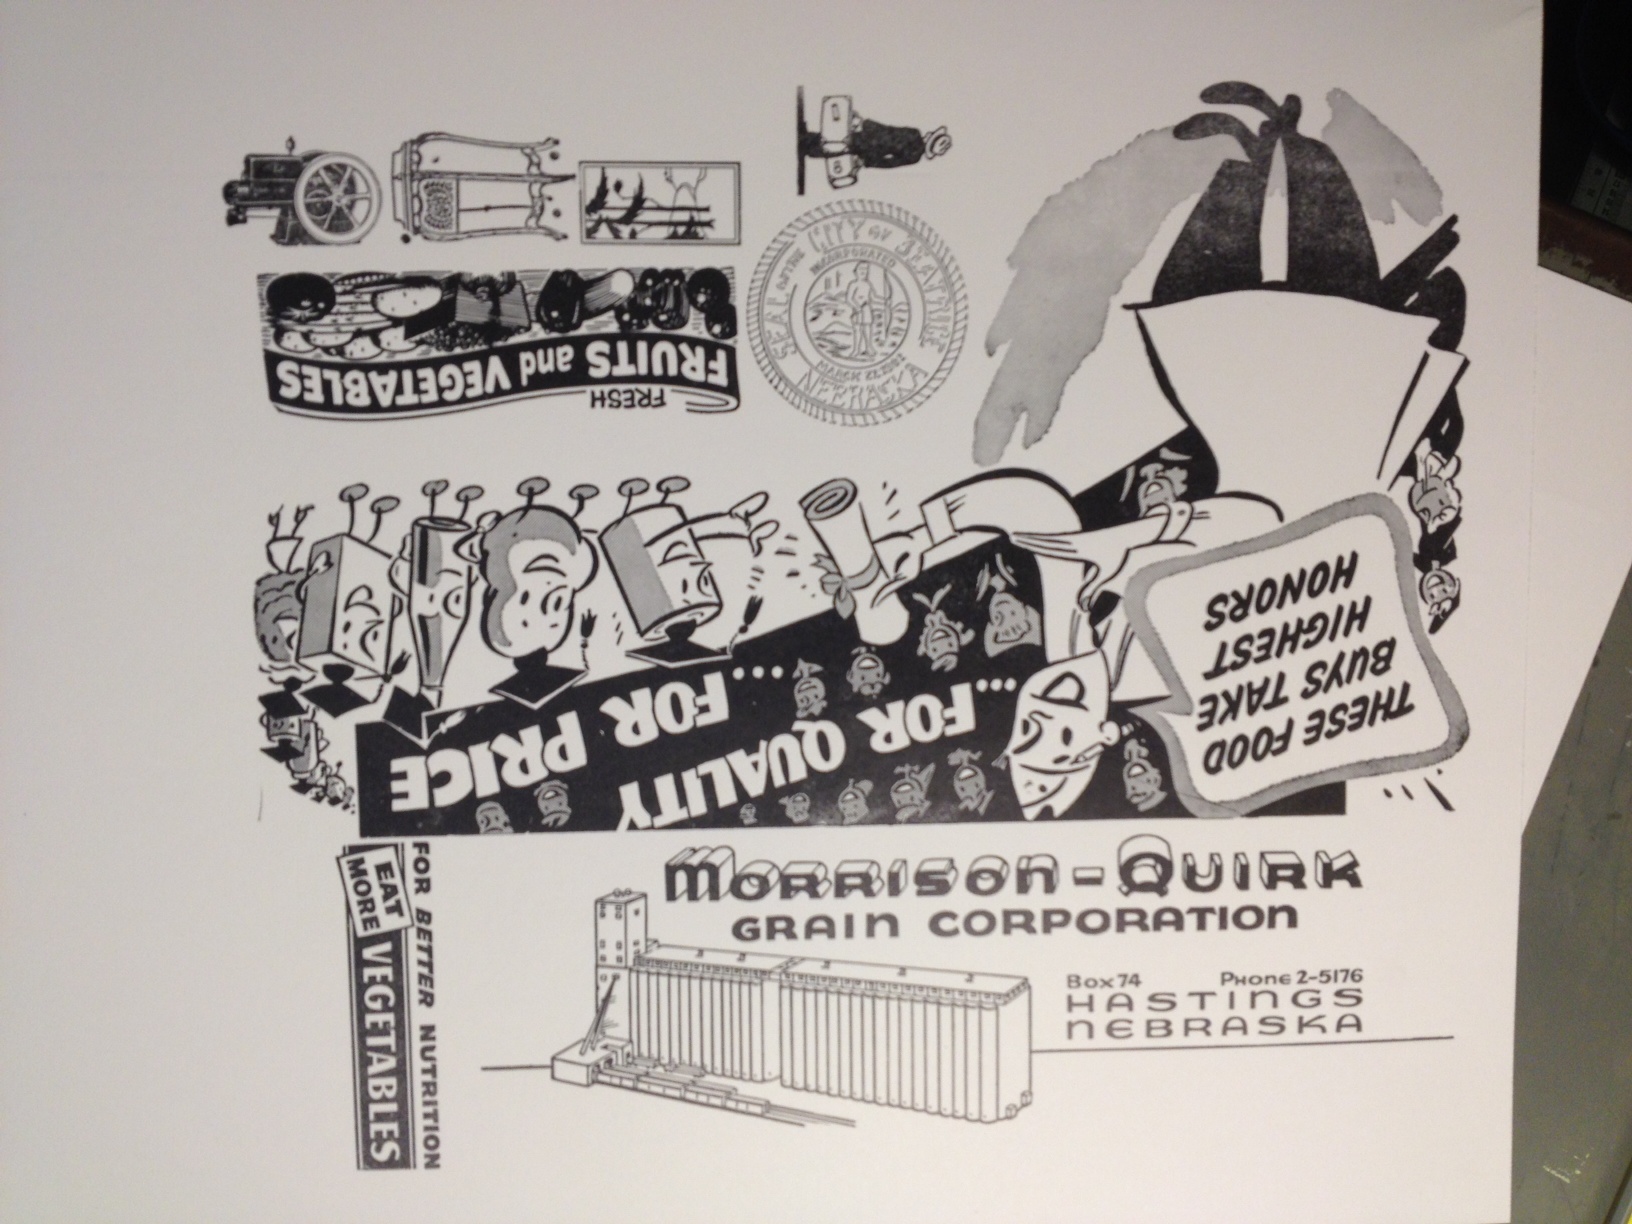 FOR BETTER NUTRITION
EAT
MORE
VEGETABLES
MORRISON-QUIRK
GRAIN CORPORATION
Box 74 Phone 2-5176
HASTINGS
NEBRASKA
...FOR QUALITY
....FOR PRICE
THESE FOOD
BUYS TAKE
HIGHEST
HONORS
FRESH
FRUITS and VEGETABLES
SEAL OF THE CITY OF